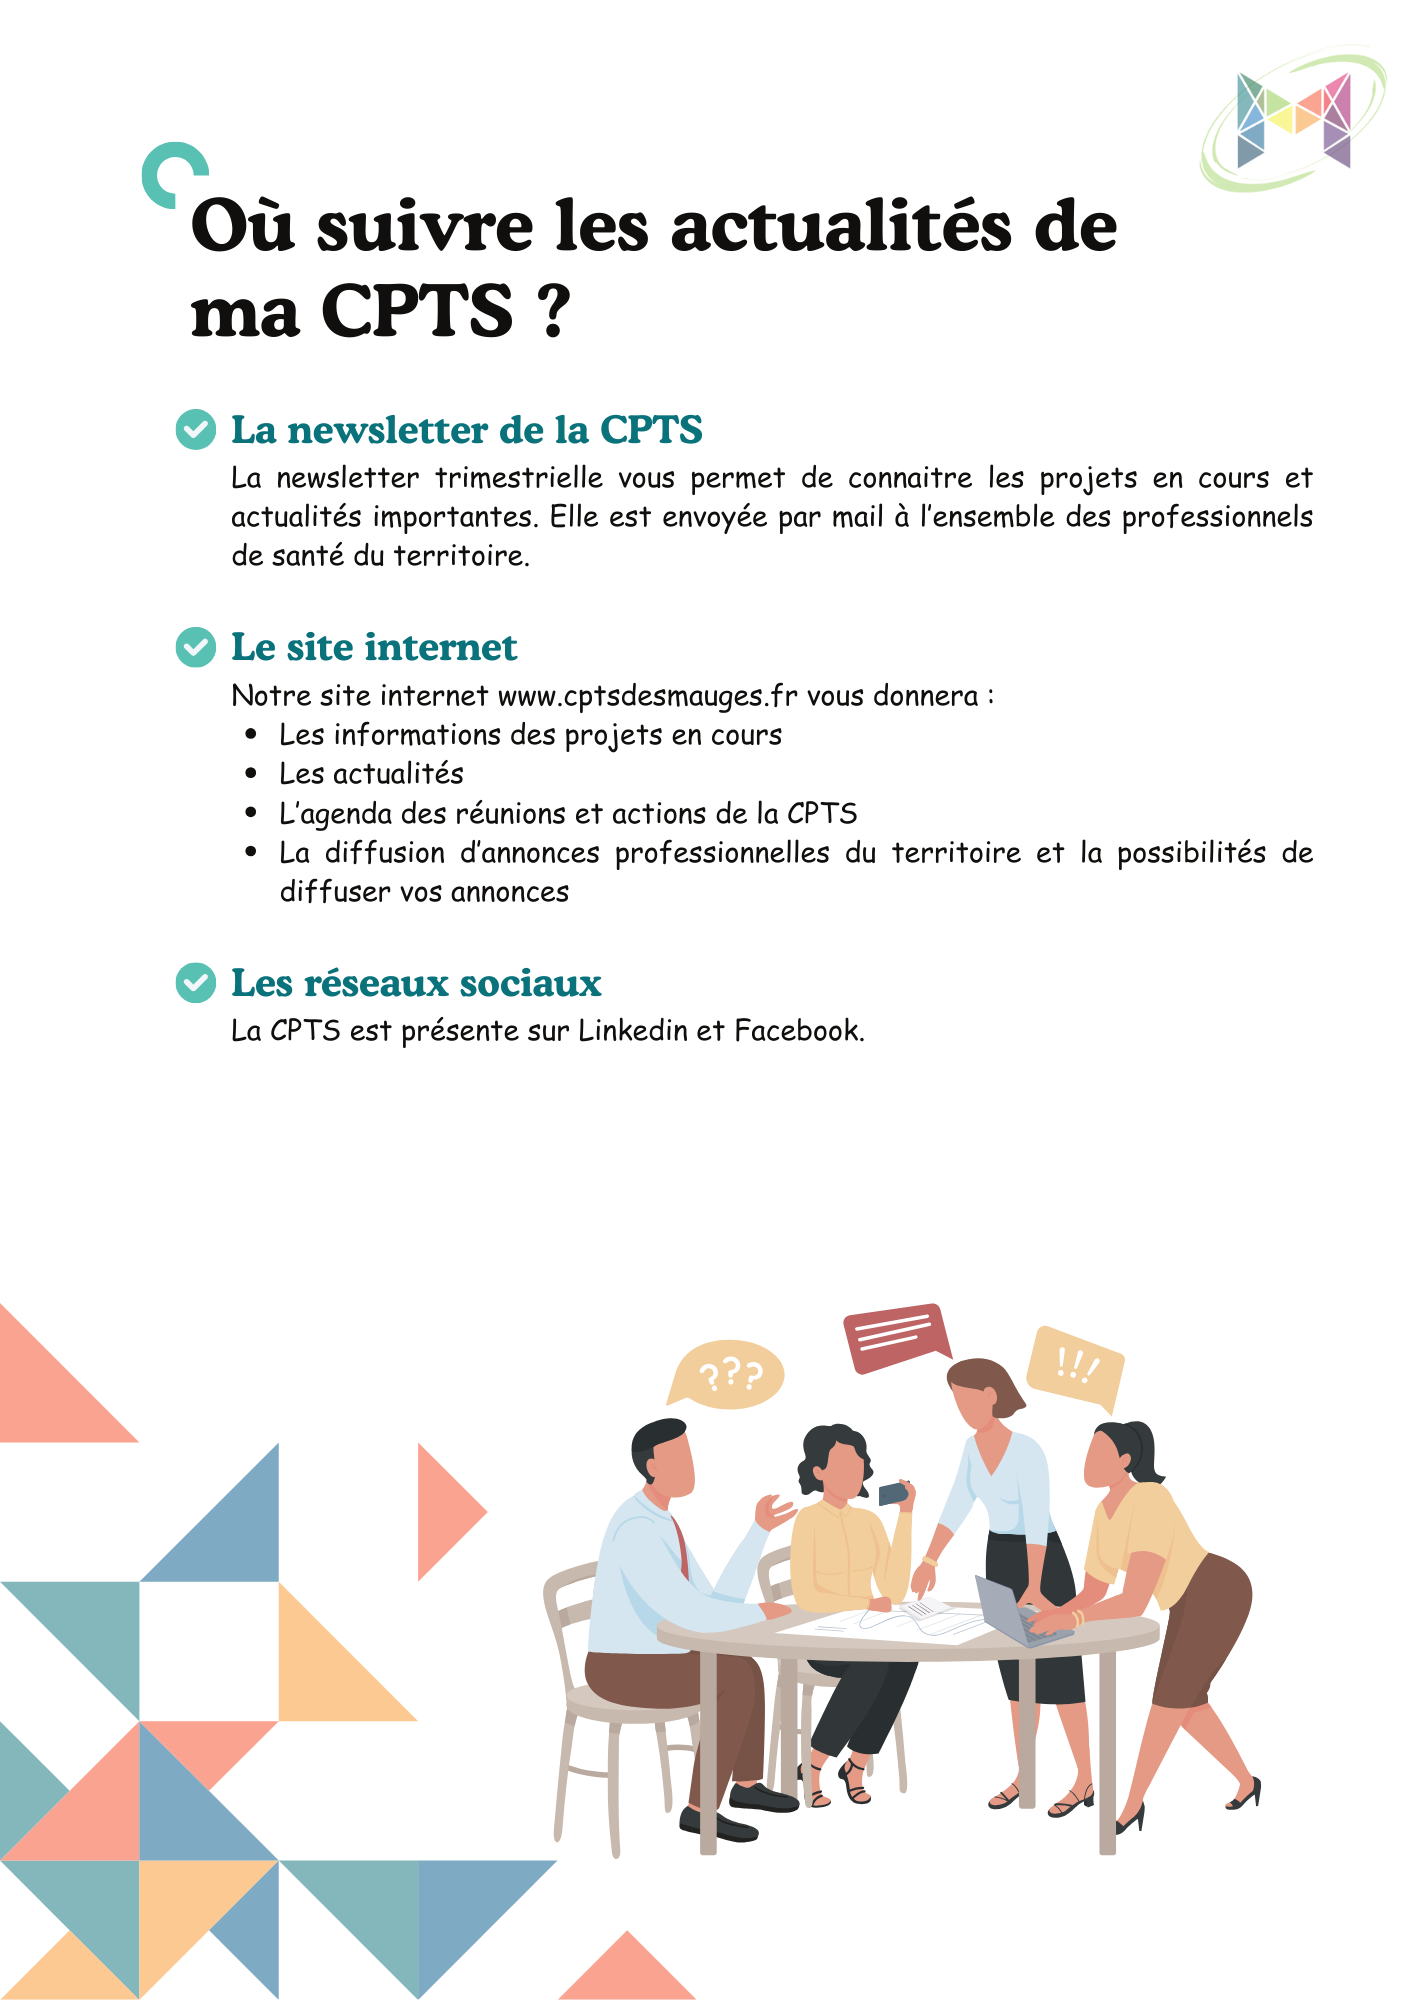 Où suivre les actualités de
ma CPTS ?
La newsletter de la CPTS
La newsletter trimestrielle vous permet de connaitre les projets en cours et
actualités importantes. Elle est envoyée par mail à l'ensemble des professionnels
de santé du territoire.
Le site internet
Notre site internet www.cptsdesmauges.fr vous donnera :
• Les informations des projets en cours
• Les actualités
• L'agenda des réunions et actions de la CPTS
• La diffusion d'annonces professionnelles du territoire et la possibilités de
diffuser vos annonces
Les réseaux sociaux
La CPTS est présente sur Linkedin et Facebook.
???
!!!